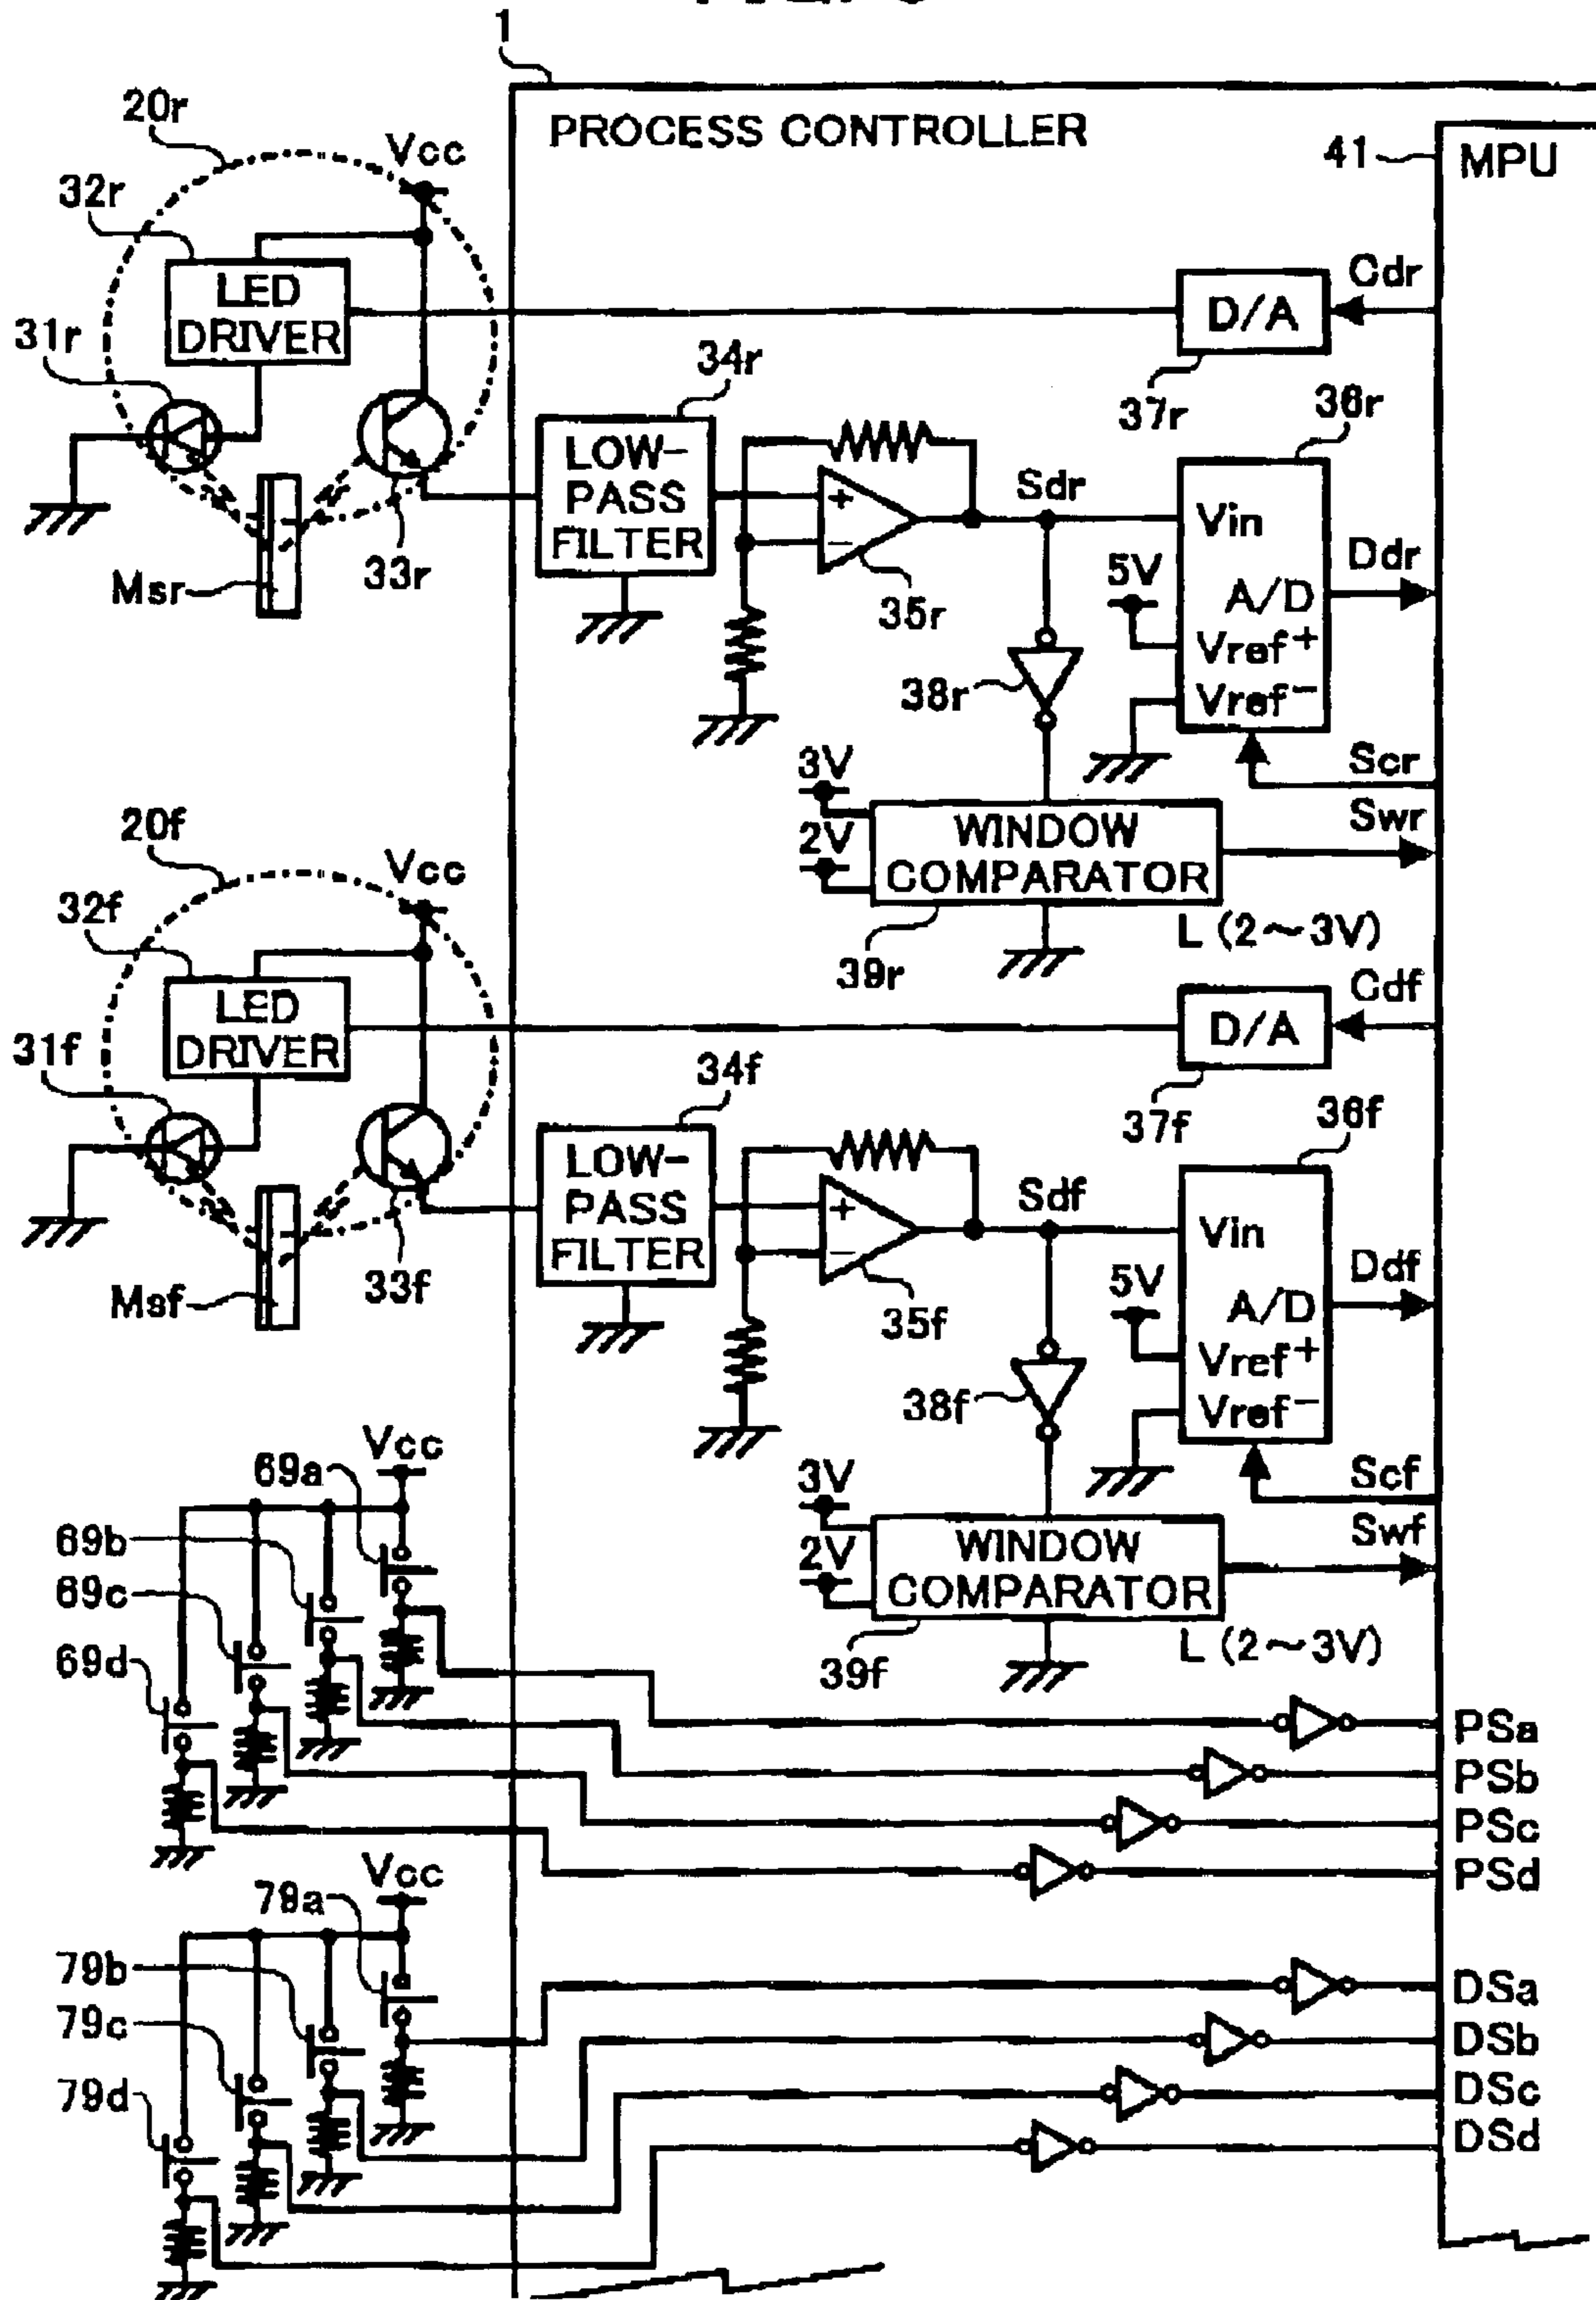 1
PROCESS CONTROLLER
41
MPU
20r
Vcc
32r
LED
DRIVER
31r
Msr
33r
34r
LOW-
PASS
FILTER
+
−
35r
Sdr
D/A
Cdr
37r
36r
Vin
A/D
Vref+
Vref−
5V
Ddr
38r
Scr
3V
2V
WINDOW
COMPARATOR
Swr
39r
L (2～3V)
20f
Vcc
32f
LED
DRIVER
31f
Msf
33f
34f
LOW-
PASS
FILTER
+
−
35f
Sdf
D/A
Cdf
37f
36f
Vin
A/D
Vref+
Vref−
5V
Ddf
38f
Scf
3V
2V
WINDOW
COMPARATOR
Swf
39f
L (2～3V)
Vcc
69a
69b
69c
69d
PSa
PSb
PSc
PSd
Vcc
79a
79b
79c
79d
DSa
DSb
DSc
DSd